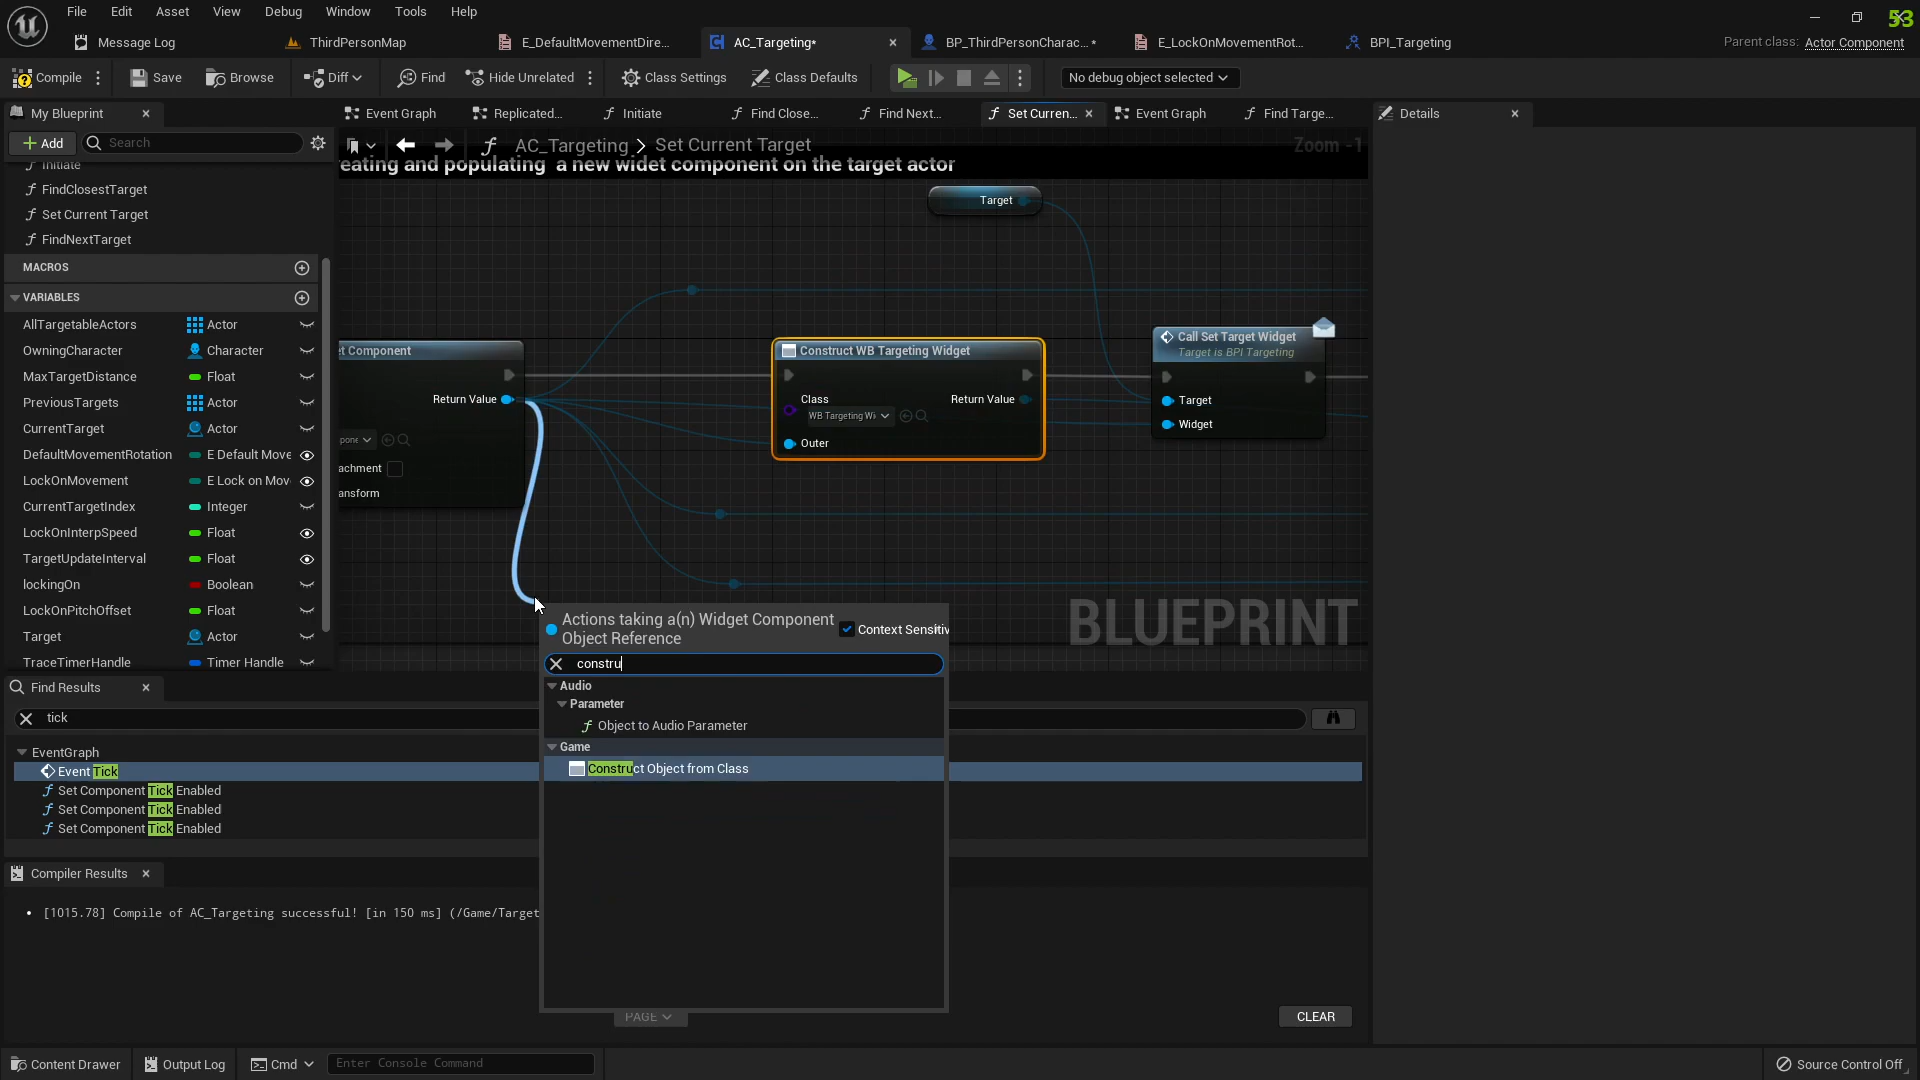 File Edit Asset View Debug Window Tools Help
53
Message Log
ThirdPersonMap
E_DefaultMovementDire...
AC_Targeting*
BP_ThirdPersonCharac...*
E_LockOnMovementRot...
BPI_Targeting
Parent class: Actor Component
Compile
Save
Browse
Diff
Find
Hide Unrelated
Class Settings
Class Defaults
No debug object selected
My Blueprint
Event Graph
Replicated...
Initiate
Find Close...
Find Next...
Set Curren...
Event Graph
Find Targe...
Details
Add
Search
AC_Targeting > Set Current Target
Zoom -1
eating and populating a new widet component on the target actor
Initiate
FindClosestTarget
Set Current Target
FindNextTarget
MACROS
VARIABLES
AllTargetableActors Actor
OwningCharacter Character
MaxTargetDistance Float
PreviousTargets Actor
CurrentTarget Actor
DefaultMovementRotation E Default Move
LockOnMovement E Lock on Mov
CurrentTargetIndex Integer
LockOnInterpSpeed Float
TargetUpdateInterval Float
lockingOn Boolean
LockOnPitchOffset Float
Target Actor
TraceTimerHandle Timer Handle
Target
et Component
Return Value
pone
achment
ansform
Construct WB Targeting Widget
Class
WB Targeting Wi
Return Value
Outer
Call Set Target Widget
Target is BPI Targeting
Target
Widget
BLUEPRINT
Actions taking a(n) Widget Component
Object Reference
Context Sensitiv
constru
Audio
Parameter
Object to Audio Parameter
Game
Construct Object from Class
Find Results
tick
EventGraph
Event Tick
Set Component Tick Enabled
Set Component Tick Enabled
Set Component Tick Enabled
Compiler Results
[1015.78] Compile of AC_Targeting successful! [in 150 ms] (/Game/Target
PAGE
CLEAR
Content Drawer
Output Log
Cmd
Enter Console Command
Source Control Off